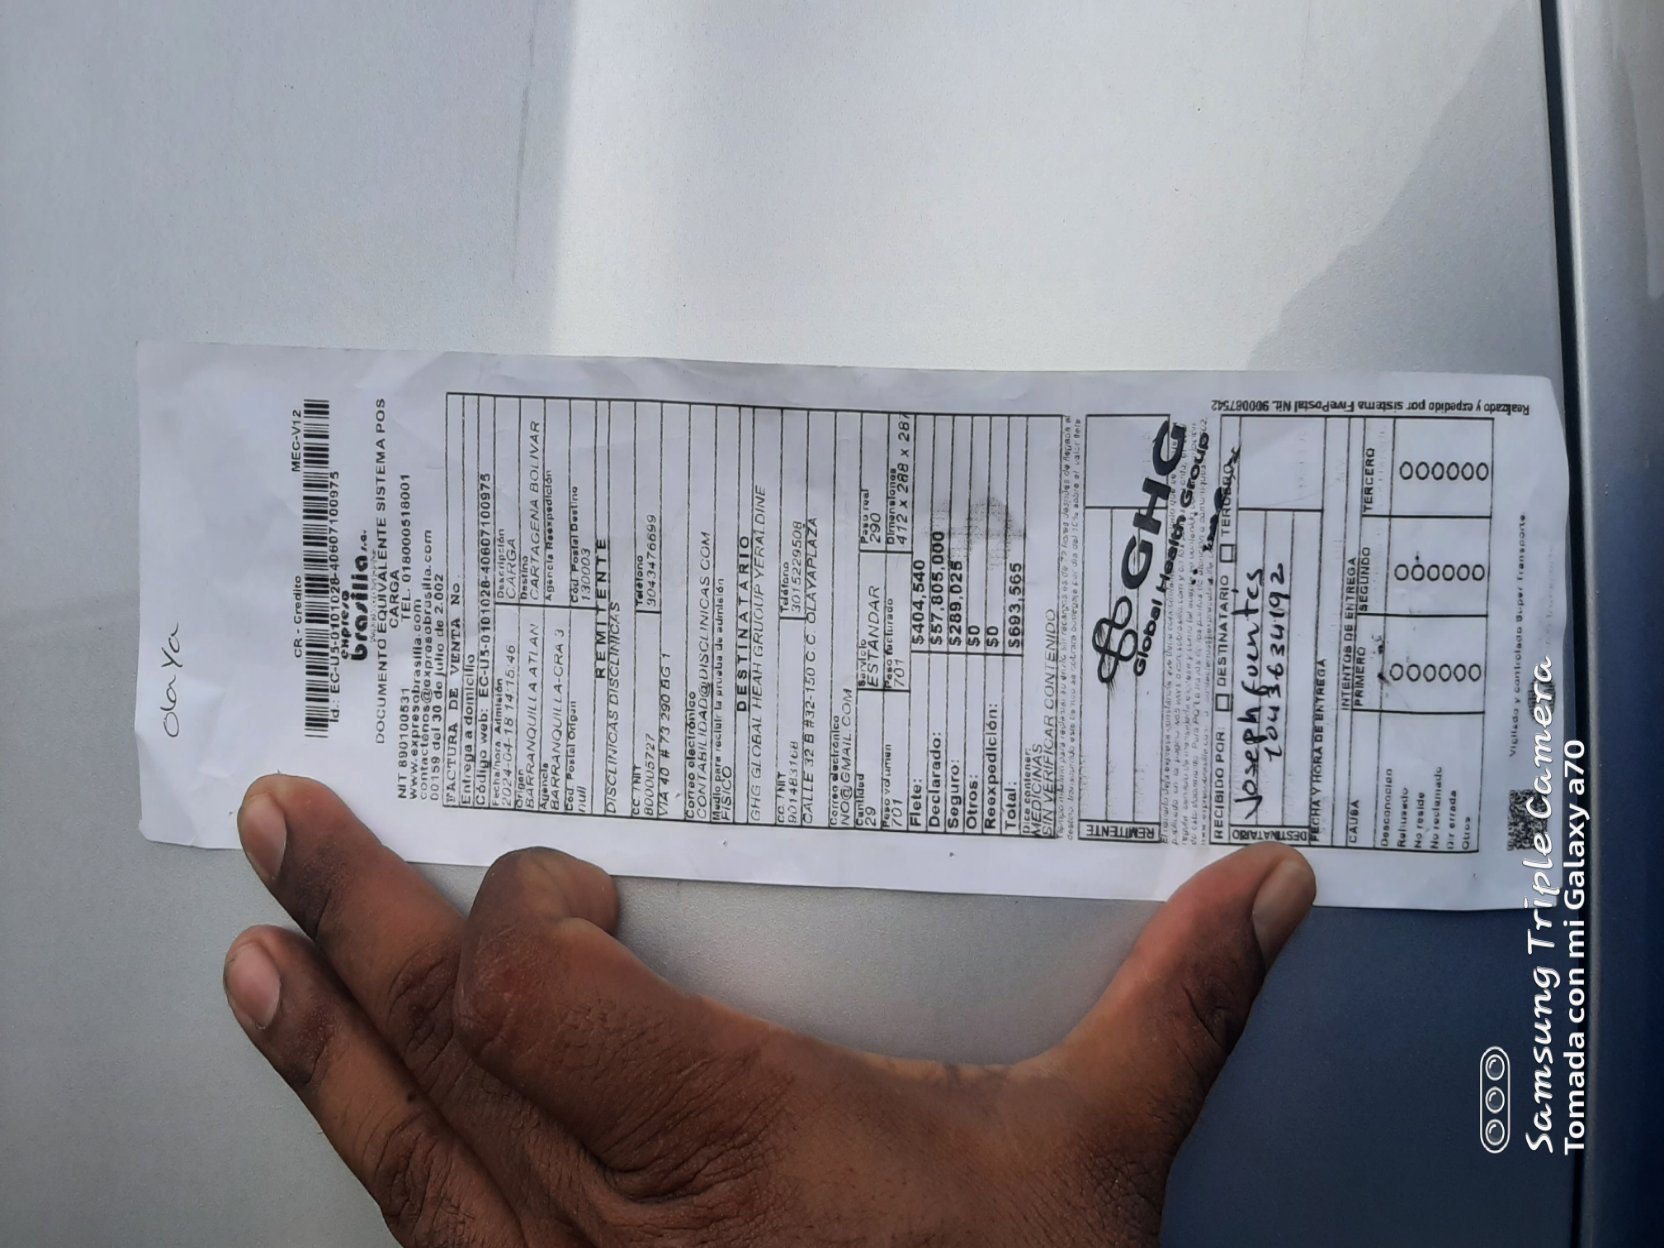 Ola Ya
CR - Credito MEC-V12
Id.: EC-U5-0101028-40607100975
expreso
brasilia s.a.
DOCUMENTO EQUIVALENTE SISTEMA POS
CARGA
NIT 890100531 TEL. 018000518001
www.expresobrasilia.com
contactenos@expresobrasilia.com
00159 del 30 de julio de 2.002
FACTURA DE VENTA No.
Entrega a domicilio
Código web: EC-U5-0101028-40607100975
Fecha/hora Admisión Descripción
2024-04-18 14:15:46 CARGA
Origen Destino
BARRANQUILLA ATLAN CARTAGENA BOLIVAR
Agencia Agencia Reexpedición
BARRANQUILLA-CRA 3
Cod. Postal Origen Cód. Postal Destino
null 130003
REMITENTE
DISCLINICAS DISCLINICAS
CC TNIT Teléfono
800005727 3043476699
VIA 40 # 73 290 BG 1
Correo electrónico
CONTABILIDAD@DISCLINICAS.COM
Medio para recibir la prueba de admisión
FISICO
DESTINATARIO
GHG GLOBAL HEAH GRUOUP YERALDINE
CC TNIT Teléfono
901483168 3015229508
CALLE 32 B #32-150 C.C. OLAYAPLAZA
Correo electrónico
NO@GMAIL.COM
Cantidad Servicio Peso real
29 ESTANDAR 290
Peso volumen Peso facturado Dimensiones
701 701 412 x 288 x 287
Flete: $404,540
Declarado: $57,805,000
Seguro: $289,025
Otros: $0
Reexpedición: $0
Total: $693,565
Dice contener:
MEDICINAS
SIN VERIFICAR CONTENIDO
REMITENTE
GHG
Global Health Group
RECIBIDO POR: DESTINATARIO TERCERO
Joseph fuentes
1043634192
DESTINATARIO
FECHA Y HORA DE ENTREGA
INTENTOS DE ENTREGA
CAUSA PRIMERO SEGUNDO TERCERO
Desconocido
Rehusado
No reside
No reclamado
Dir errada
Otros
Vigilado y controlado Supertransporte
Realizado y expedido por sistema FivePostal Nit. 900087542
Samsung Triple Camera
Tomada con mi Galaxy a70